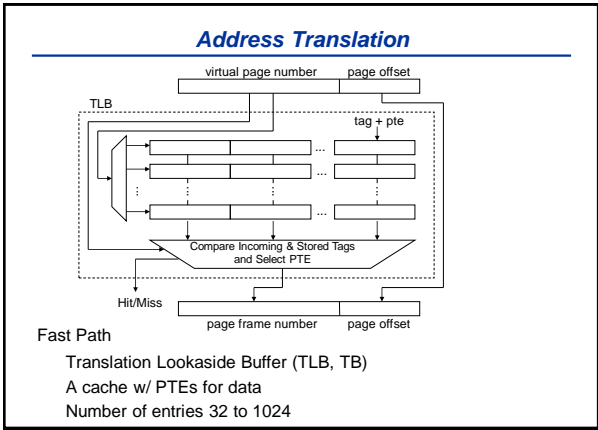 Address Translation
virtual page number page offset
TLB
tag + pte
...
...
...
Compare Incoming & Stored Tags
and Select PTE
Hit/Miss
page frame number page offset
Fast Path
Translation Lookaside Buffer (TLB, TB)
A cache w/ PTEs for data
Number of entries 32 to 1024